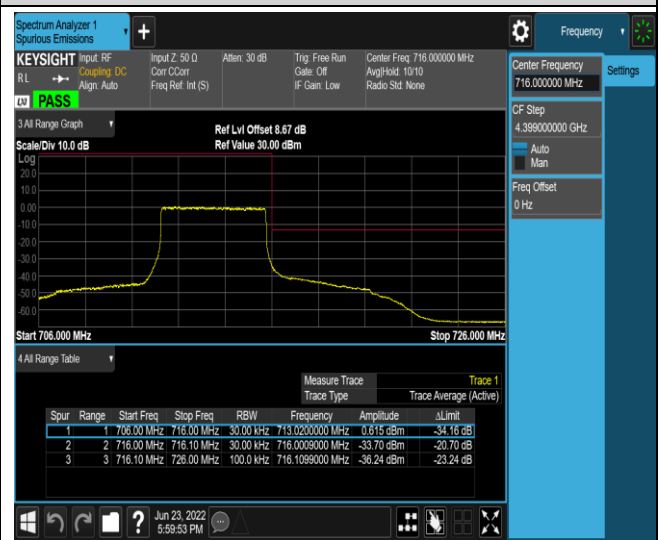 Spectrum Analyzer 1
Spurious Emissions
Frequency
KEYSIGHT
Input: RF
Coupling: DC
Align: Auto
Input Z: 50 Ω
Corr CCorr
Freq Ref: Int (S)
Atten: 30 dB
Trig: Free Run
Gate: Off
IF Gain: Low
Center Freq: 716.000000 MHz
Avg|Hold: 10/10
Radio Std: None
RL
LXI
PASS
Center Frequency
716.000000 MHz
Settings
CF Step
4.399000000 GHz
Auto
Man
Freq Offset
0 Hz
3 All Range Graph
Scale/Div 10.0 dB
Ref Lvl Offset 8.67 dB
Ref Value 30.00 dBm
Log
20.0
10.0
0.00
-10.0
-20.0
-30.0
-40.0
-50.0
-60.0
Start 706.000 MHz
Stop 726.000 MHz
4 All Range Table
Measure Trace Trace 1
Trace Type Trace Average (Active)
Spur Range Start Freq Stop Freq RBW Frequency Amplitude ΔLimit
1 1 706.00 MHz 716.00 MHz 30.00 kHz 713.0200000 MHz 0.615 dBm -34.16 dB
2 2 716.00 MHz 716.10 MHz 30.00 kHz 716.0009000 MHz -33.70 dBm -20.70 dB
3 3 716.10 MHz 726.00 MHz 100.0 kHz 716.1099000 MHz -36.24 dBm -23.24 dB
?
Jun 23, 2022
5:59:53 PM